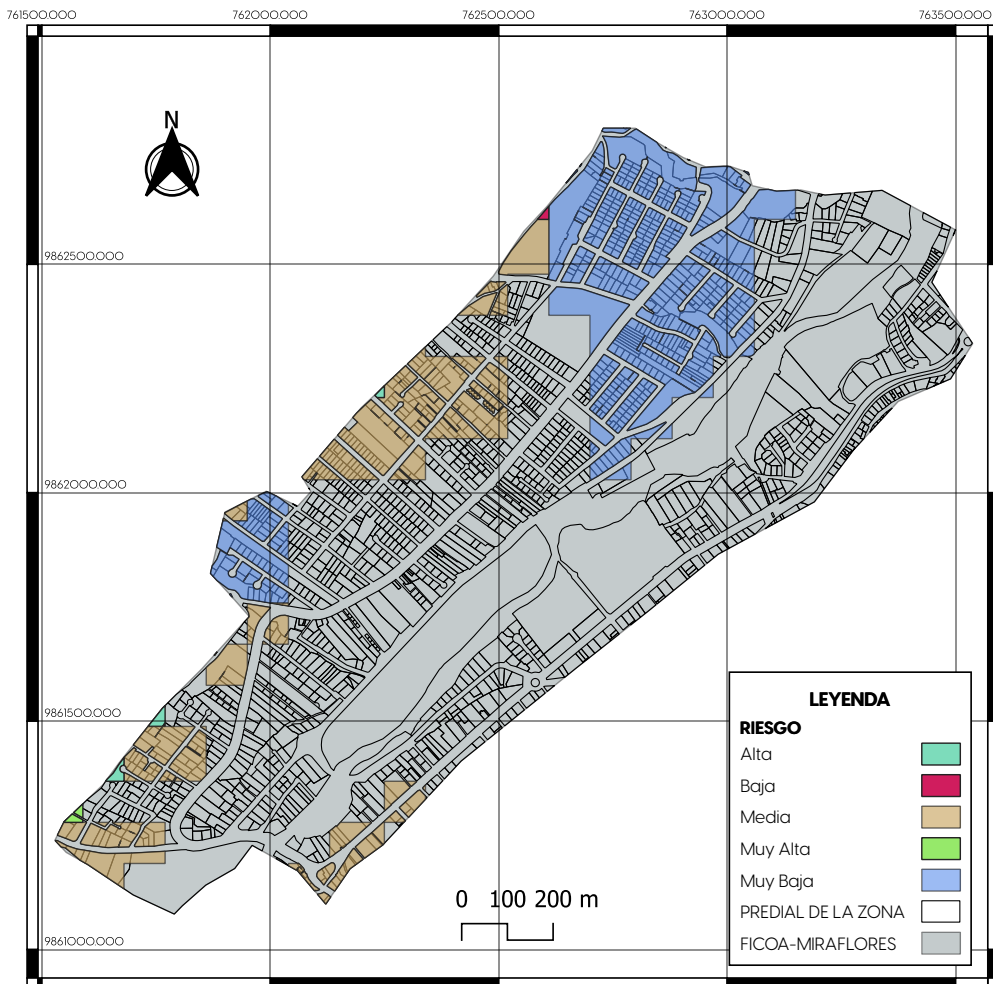 761500.000 762000.000 762500.000 763000.000 763500.000
N
9862500.000
9862000.000
9861500.000
9861000.000
0 100 200 m
LEYENDA
RIESGO
Alta
Baja
Media
Muy Alta
Muy Baja
PREDIAL DE LA ZONA
FICOA-MIRAFLORES